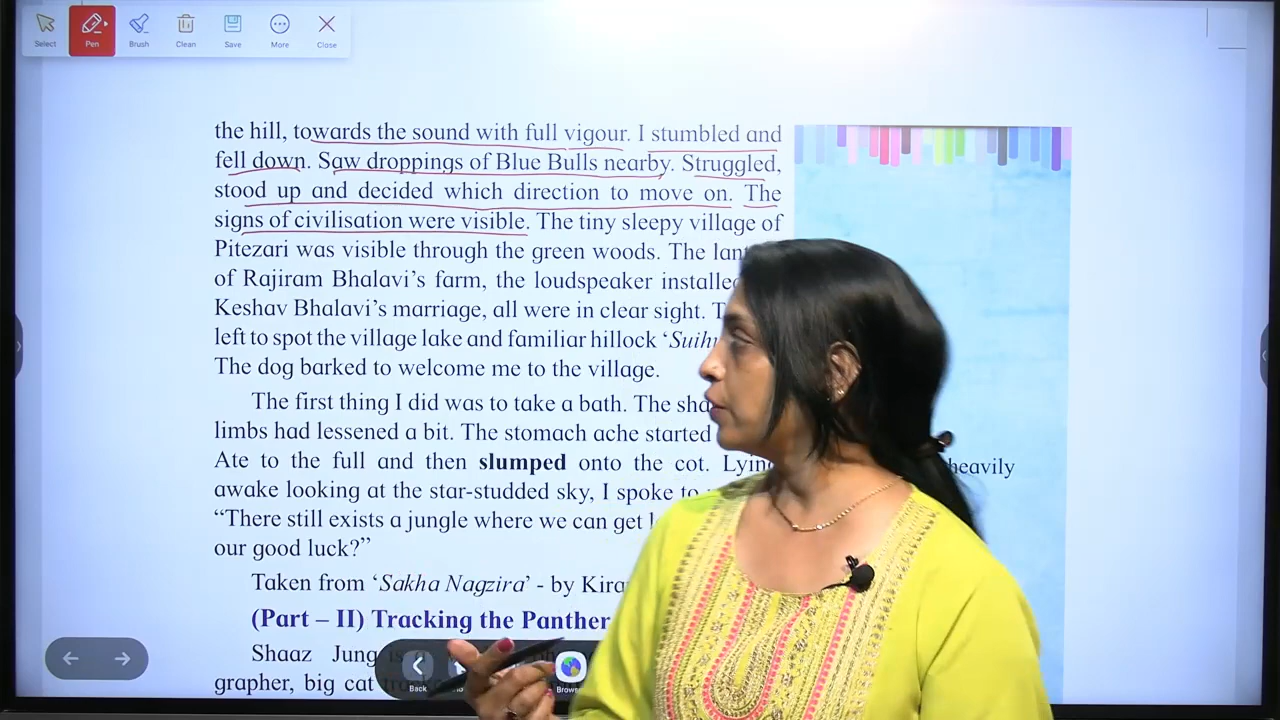 Select Pen Brush Clean Save More Close
the hill, towards the sound with full vigour. I stumbled and
fell down. Saw droppings of Blue Bulls nearby. Struggled,
stood up and decided which direction to move on. The
signs of civilisation were visible. The tiny sleepy village of
Pitezari was visible through the green woods. The
of Rajiram Bhalavi's farm, the loudspeaker
Keshav Bhalavi's marriage, all were in clear sight.
left to spot the village lake and familiar hillock ‘
The dog barked to welcome me to the village.
The first thing I did was to take a bath. The
limbs had lessened a bit. The stomach ache started
Ate to the full and then slumped onto the cot. Lying
heavily
awake looking at the star-studded sky, I spoke to
“There still exists a jungle where we can get
our good luck?”
Taken from ‘Sakha Nagzira’ - by
(Part – II) Tracking the Panther
Shaaz Jung
grapher, big cat
Back